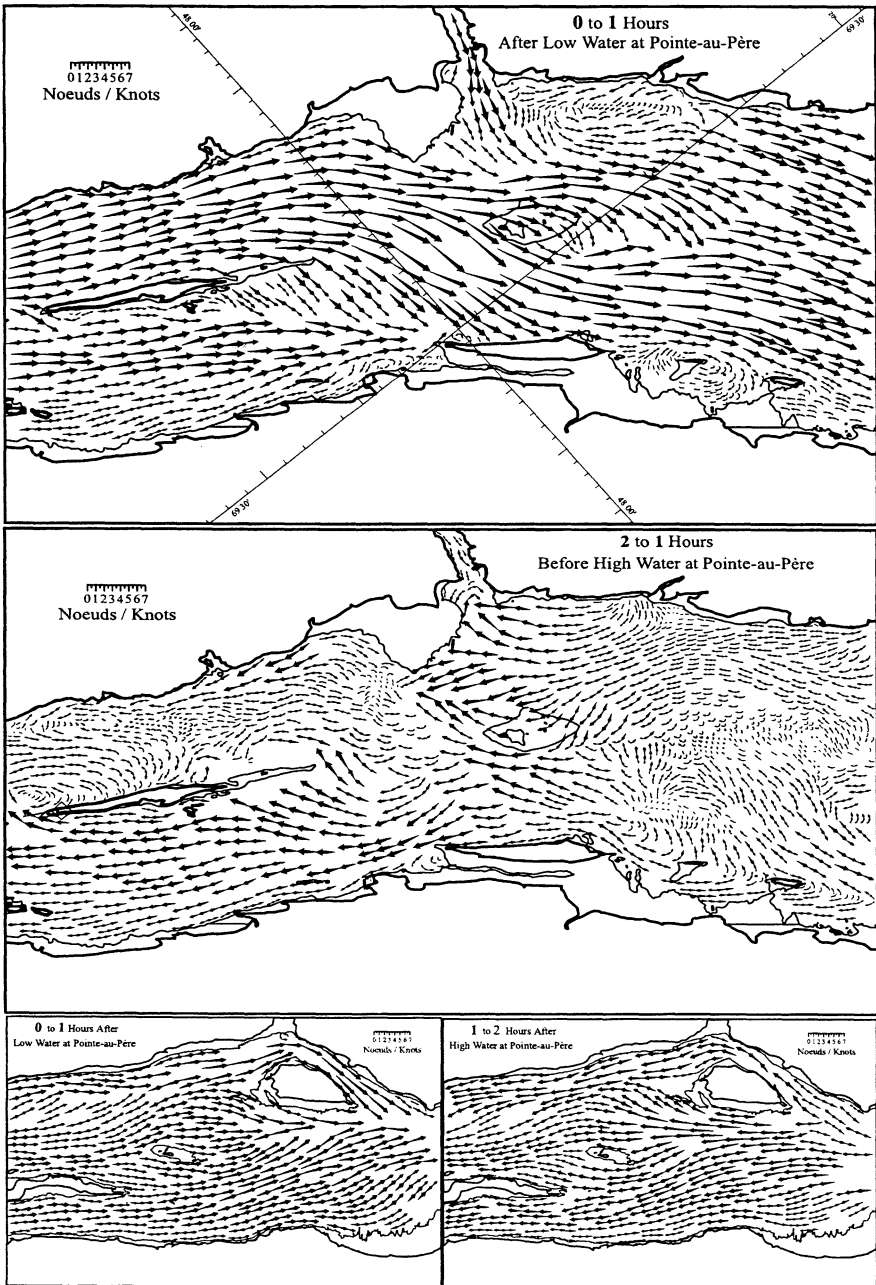 0 to 1 Hours
After Low Water at Pointe-au-Père
01234567
Noeuds / Knots
48 00'
69 30'
20'
69 30'
48 00'
2 to 1 Hours
Before High Water at Pointe-au-Père
01234567
Noeuds / Knots
0 to 1 Hours After
Low Water at Pointe-au-Père
01234567
Noeuds / Knots
1 to 2 Hours After
High Water at Pointe-au-Père
01234567
Noeuds / Knots